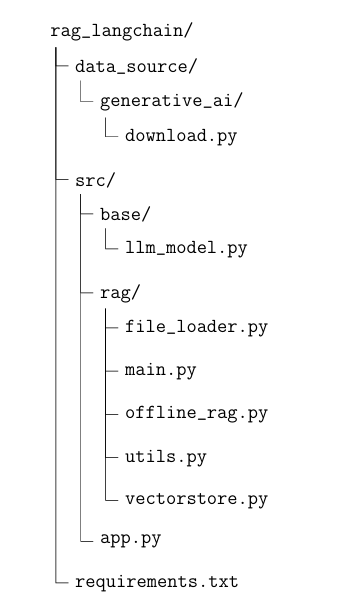 rag_langchain/
data_source/
generative_ai/
download.py
src/
base/
llm_model.py
rag/
file_loader.py
main.py
offline_rag.py
utils.py
vectorstore.py
app.py
requirements.txt